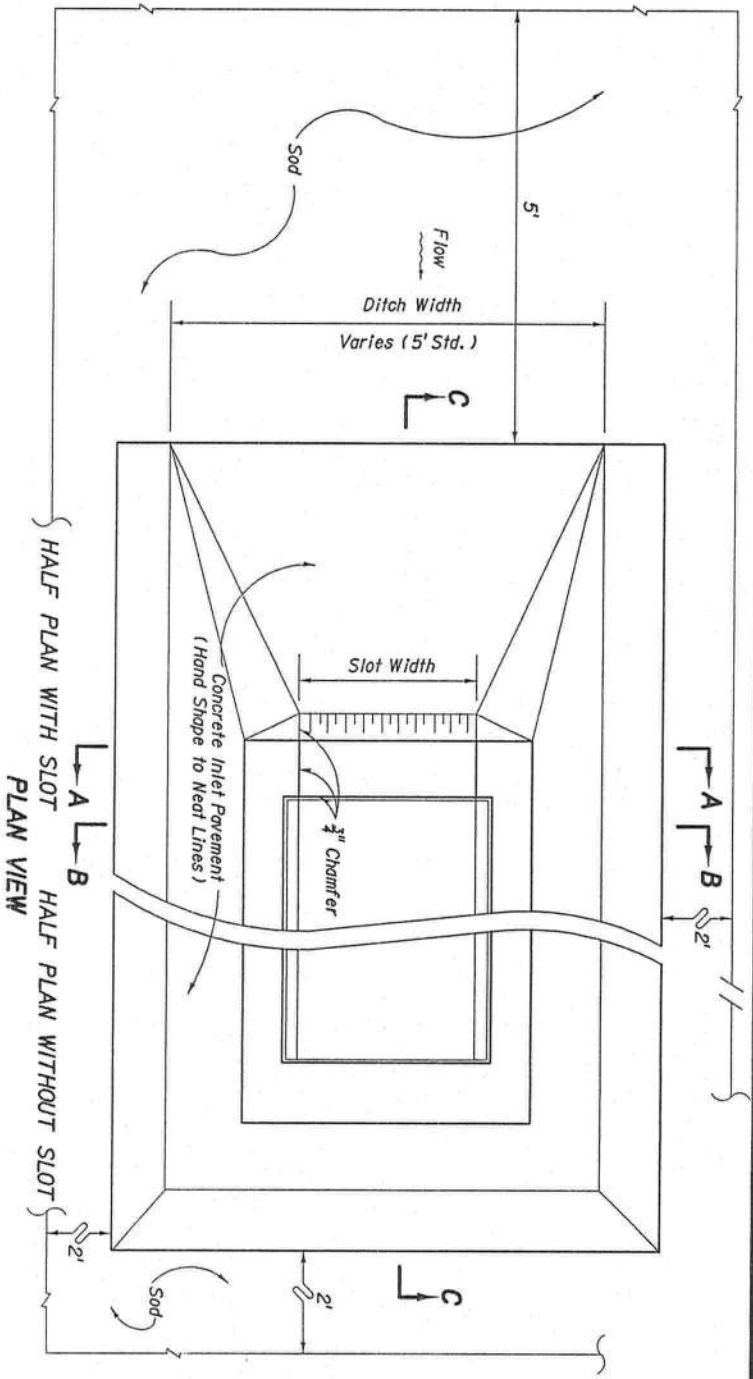 Sod
5'
Flow
Ditch Width
Varies (5' Std.)
C
Slot Width
Concrete Inlet Pavement
(Hand Shape to Neat Lines)
3/4" Chamfer
A
B
A
B
2'
2'
2'
C
Sod
HALF PLAN WITH SLOT
HALF PLAN WITHOUT SLOT
PLAN VIEW